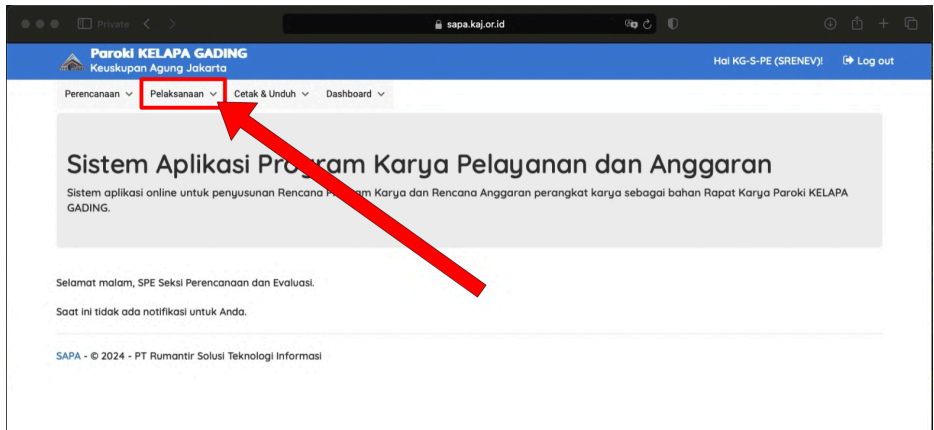 Private
sapa.kaj.or.id
Paroki KELAPA GADING
Keuskupan Agung Jakarta
Hai KG-S-PE (SRENEV)!
Log out
Perencanaan
Pelaksanaan
Cetak & Unduh
Dashboard
Sistem Aplikasi Program Karya Pelayanan dan Anggaran
Sistem aplikasi online untuk penyusunan Rencana Program Karya dan Rencana Anggaran perangkat karya sebagai bahan Rapat Karya Paroki KELAPA
GADING.
Selamat malam, SPE Seksi Perencanaan dan Evaluasi.
Saat ini tidak ada notifikasi untuk Anda.
SAPA - © 2024 - PT Rumantir Solusi Teknologi Informasi